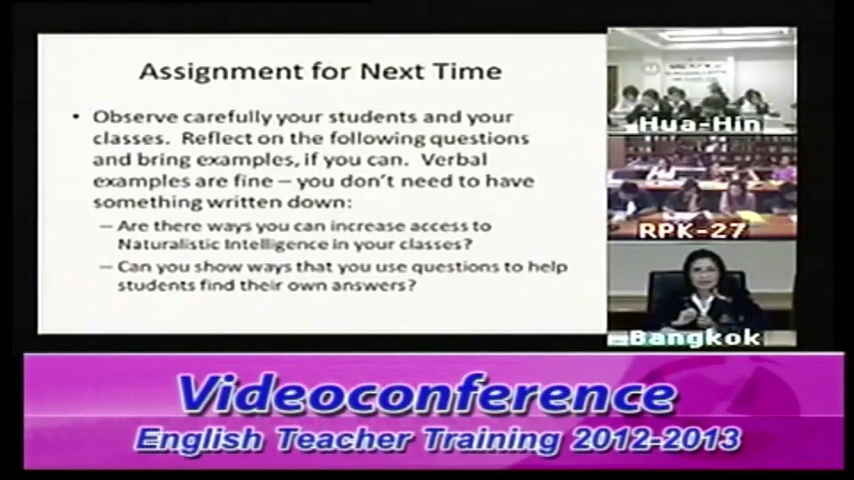 Assignment for Next Time
• Observe carefully your students and your
classes. Reflect on the following questions
and bring examples, if you can. Verbal
examples are fine – you don't need to have
something written down:
– Are there ways you can increase access to
Naturalistic Intelligence in your classes?
– Can you show ways that you use questions to help
students find their own answers?
Hua-Hin
RPK-27
Bangkok
Videoconference
English Teacher Training 2012-2013